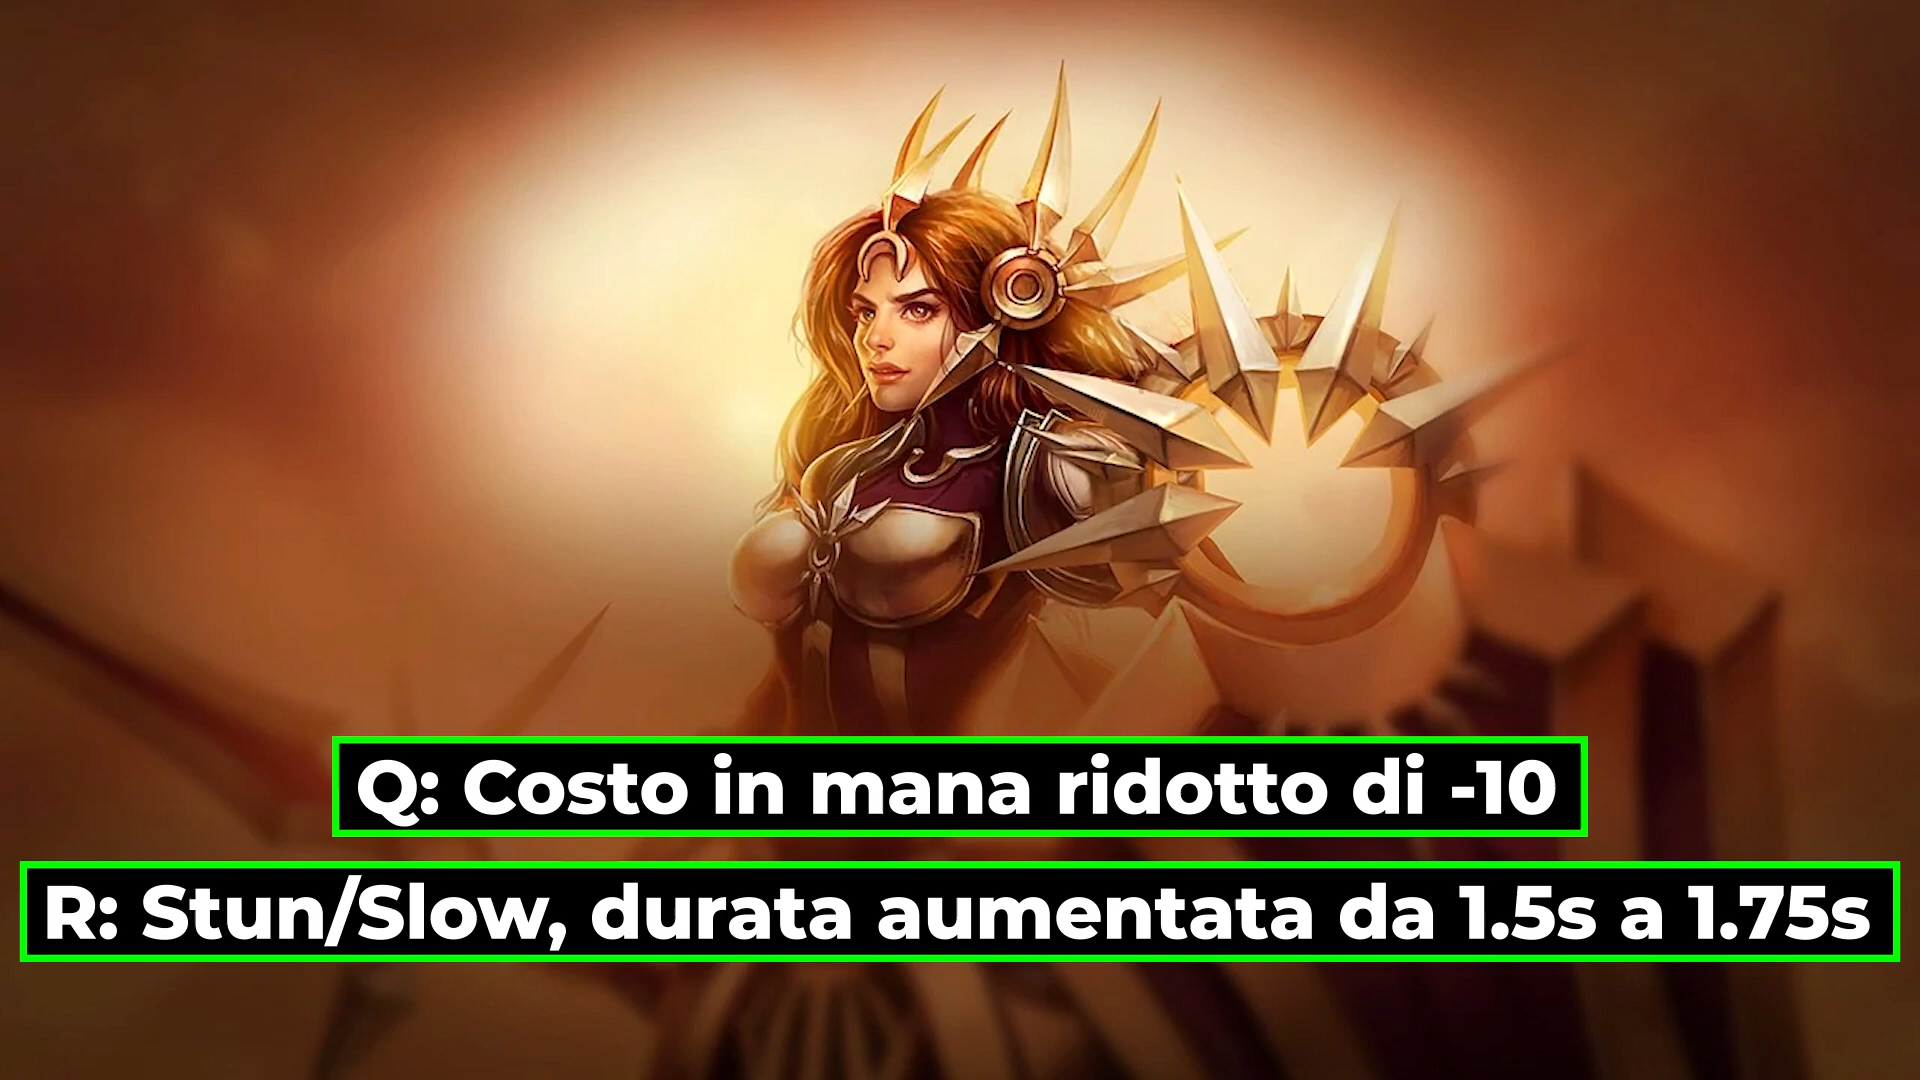 Q: Costo in mana ridotto di -10
R: Stun/Slow, durata aumentata da 1.5s a 1.75s